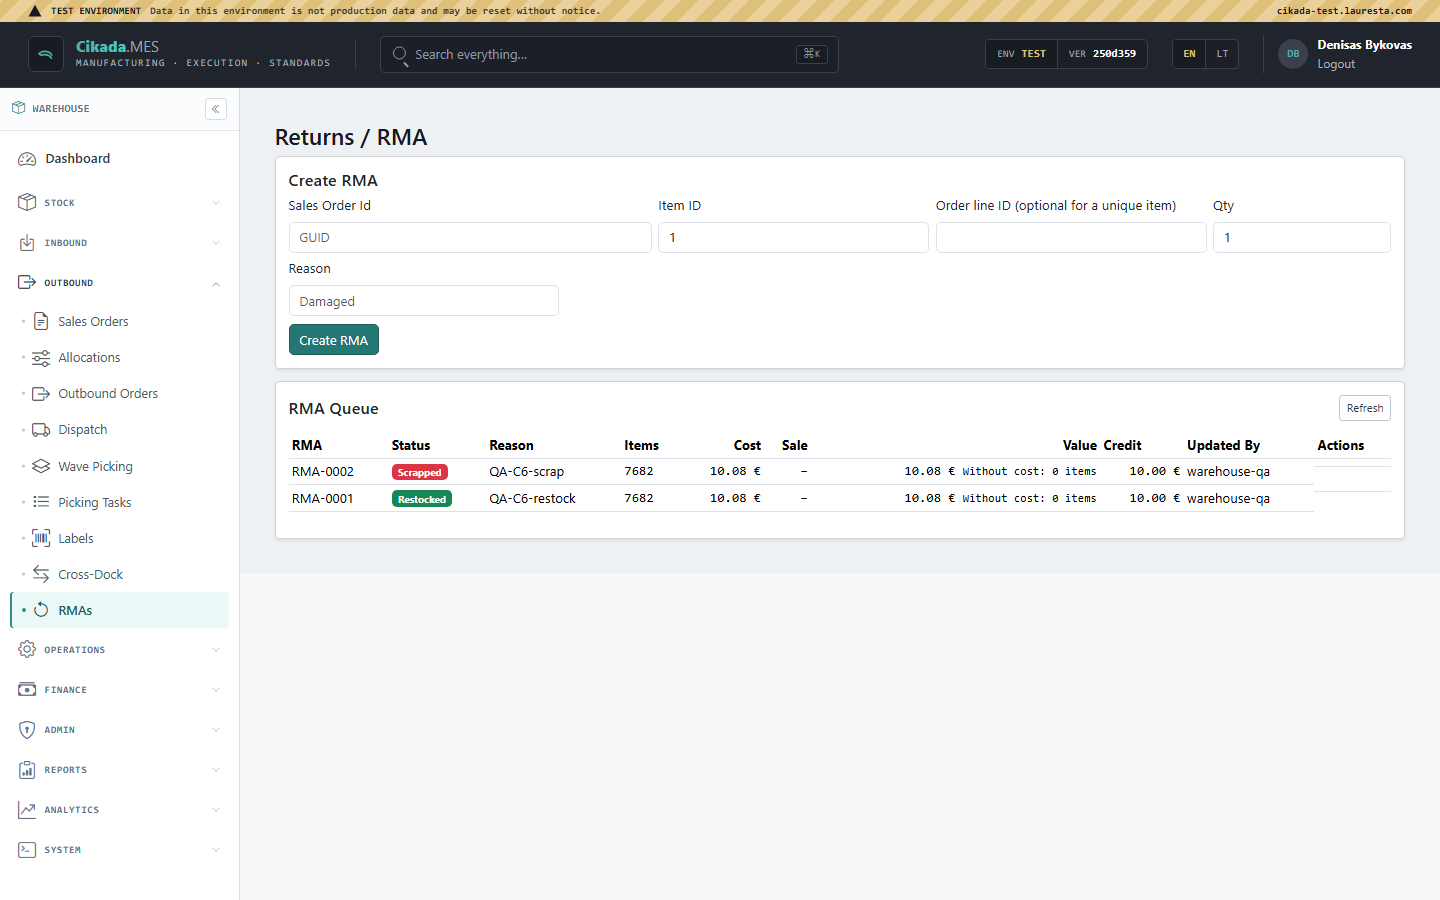 TEST ENVIRONMENT Data in this environment is not production data and may be reset without notice. cikada-test.lauresta.com
Cikada.MES
MANUFACTURING · EXECUTION · STANDARDS
Search everything... ⌘K
ENV TEST VER 250d359 EN LT
DB Denisas Bykovas
Logout
WAREHOUSE
Dashboard
STOCK
INBOUND
OUTBOUND
Sales Orders
Allocations
Outbound Orders
Dispatch
Wave Picking
Picking Tasks
Labels
Cross-Dock
RMAs
OPERATIONS
FINANCE
ADMIN
REPORTS
ANALYTICS
SYSTEM
Returns / RMA
Create RMA
Sales Order Id Item ID Order line ID (optional for a unique item) Qty
GUID 1 1
Reason
Damaged
Create RMA
RMA Queue Refresh
RMA Status Reason Items Cost Sale Value Credit Updated By Actions
RMA-0002 Scrapped QA-C6-scrap 7682 10.08 € – 10.08 € Without cost: 0 items 10.00 € warehouse-qa
RMA-0001 Restocked QA-C6-restock 7682 10.08 € – 10.08 € Without cost: 0 items 10.00 € warehouse-qa